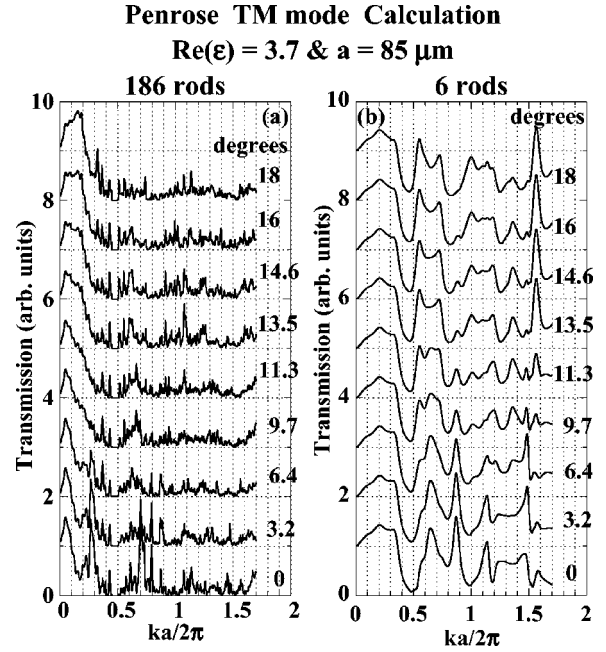 Penrose TM mode Calculation
Re(ε) = 3.7 & a = 85 μm
186 rods
6 rods
Transmission (arb. units)
10
8
6
4
2
0
(a)
degrees
18
16
14.6
13.5
11.3
9.7
6.4
3.2
0
0 0.5 1 1.5 2
ka/2π
Transmission (arb. units)
10
8
6
4
2
0
(b)
degrees
18
16
14.6
13.5
11.3
9.7
6.4
3.2
0
0 0.5 1 1.5 2
ka/2π